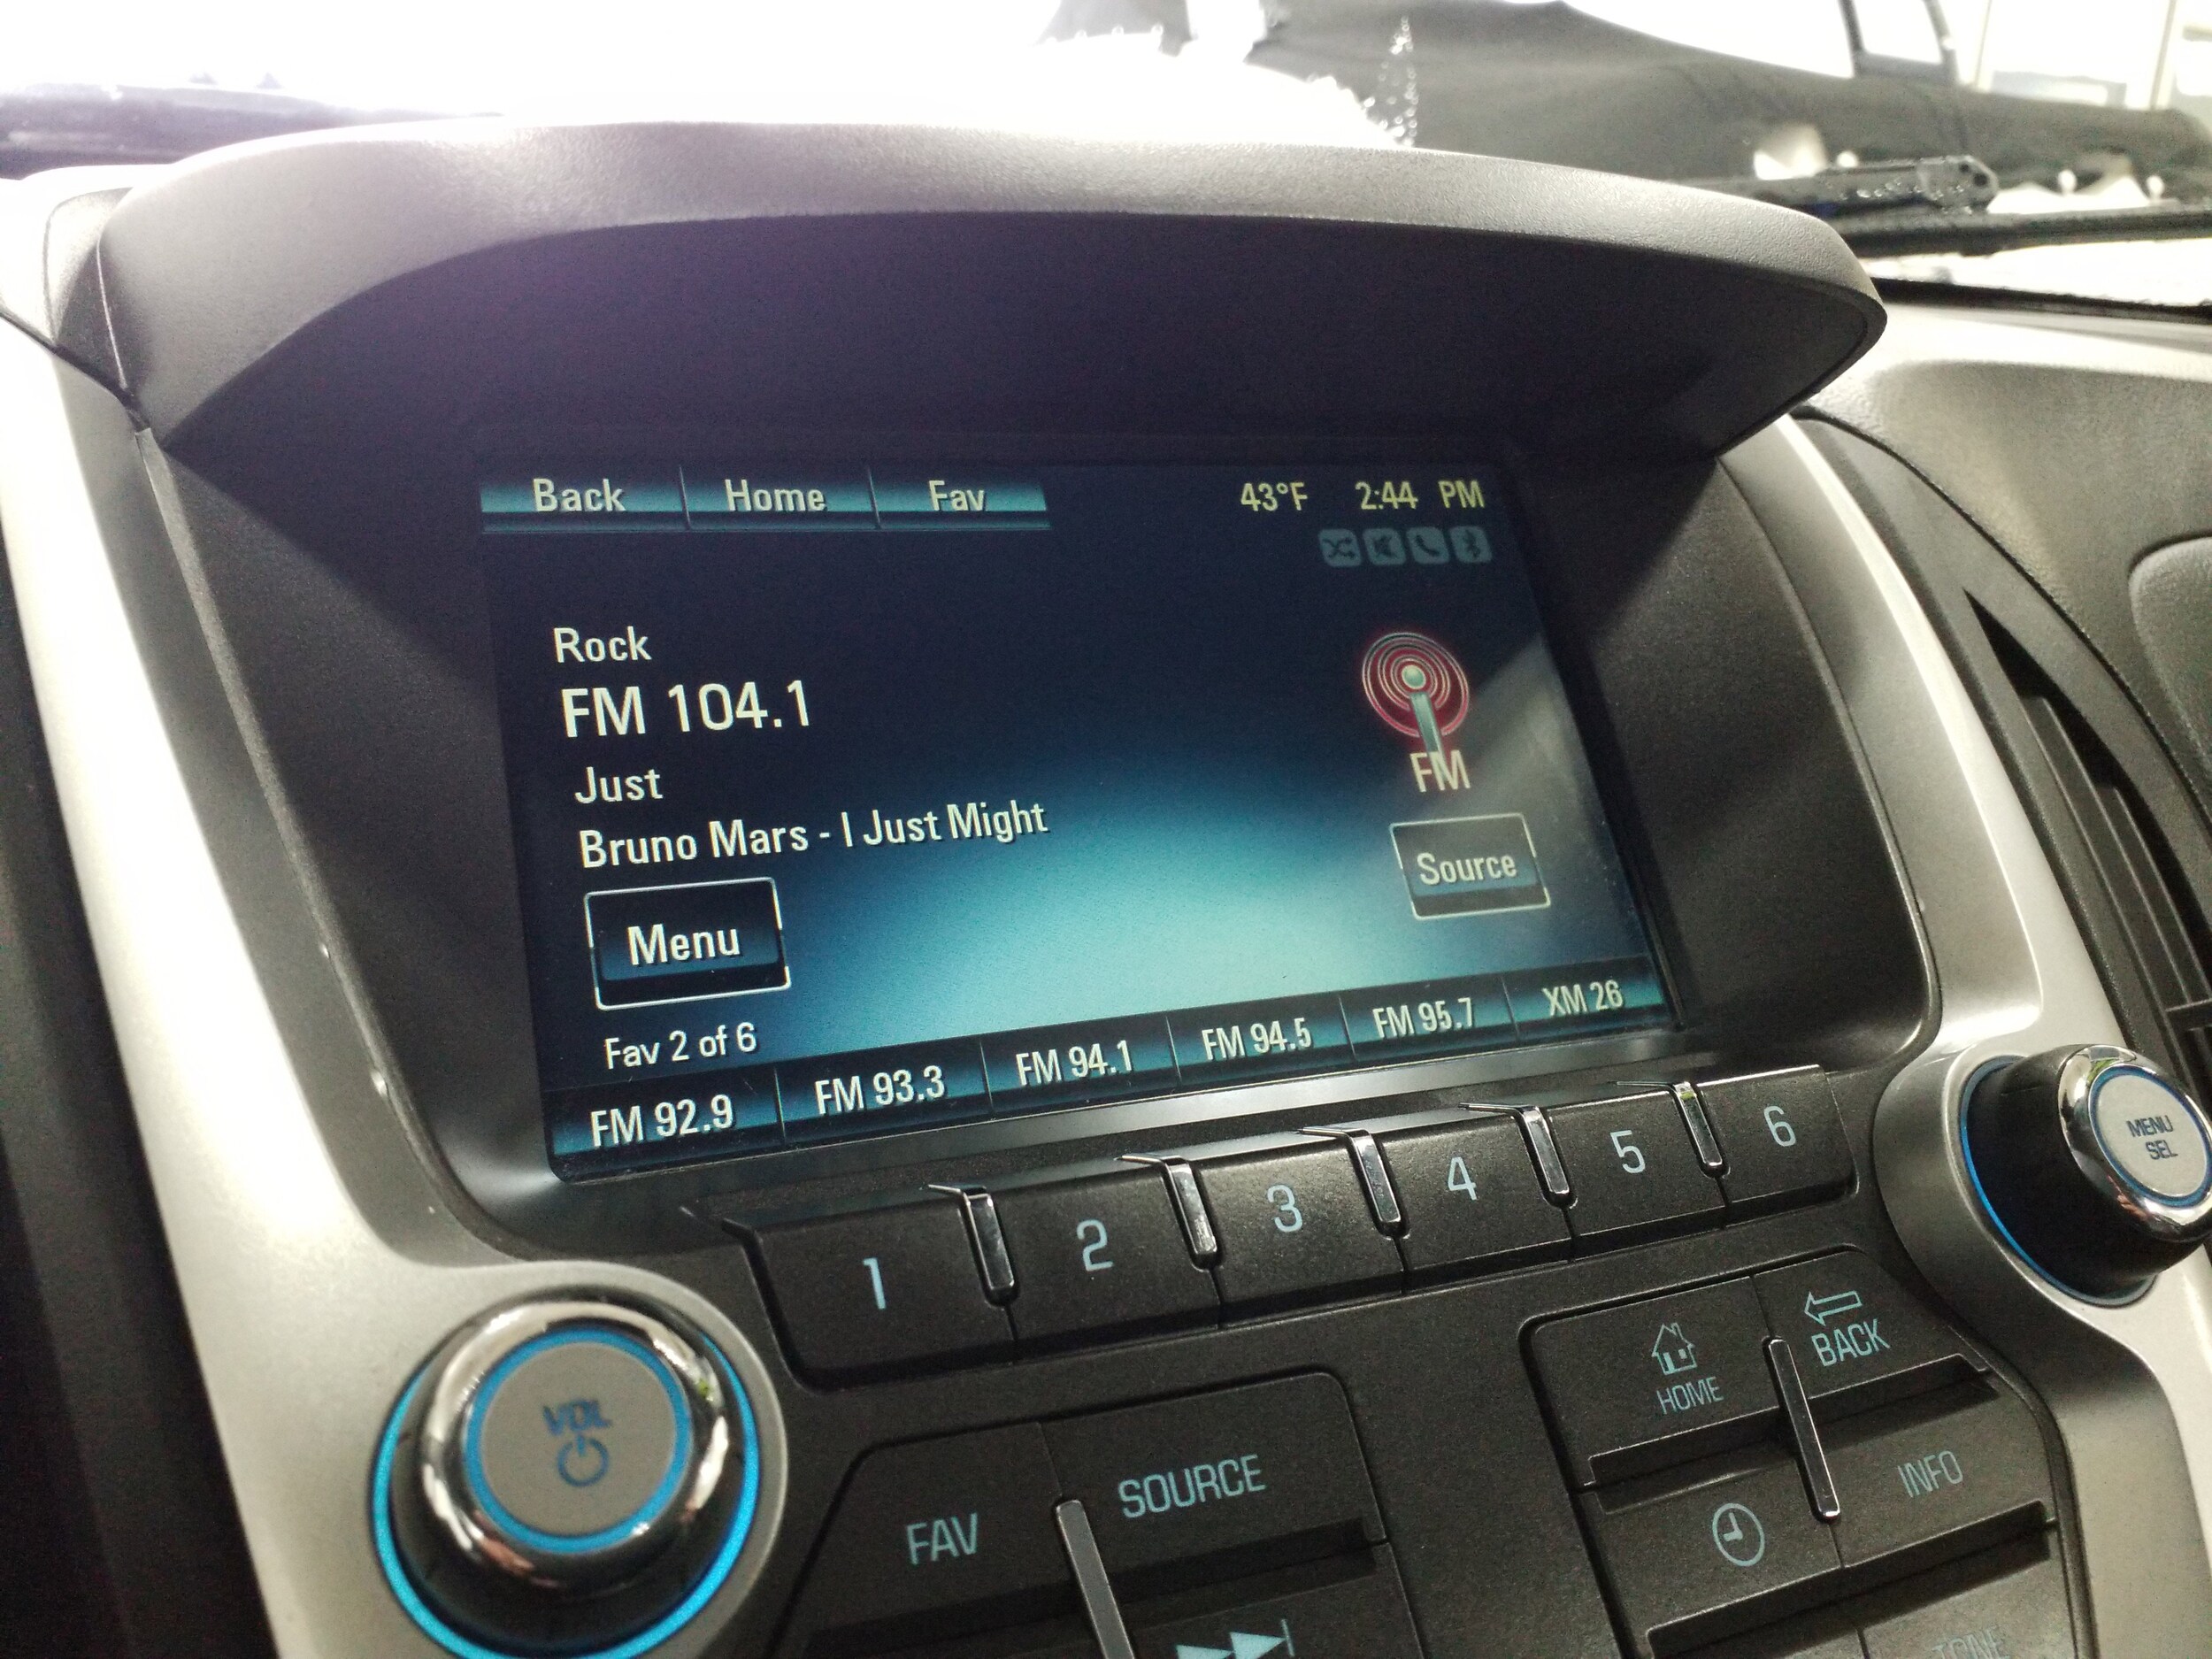 Back Home Fav 43°F 2:44 PM
Rock
FM 104.1
Just
Bruno Mars - I Just Might
FM
Source
Menu
Fav 2 of 6
FM 92.9 FM 93.3 FM 94.1 FM 94.5 FM 95.7 XM 26
1 2 3 4 5 6
MENU
SEL
VOL
HOME
BACK
FAV
SOURCE
INFO
TONE